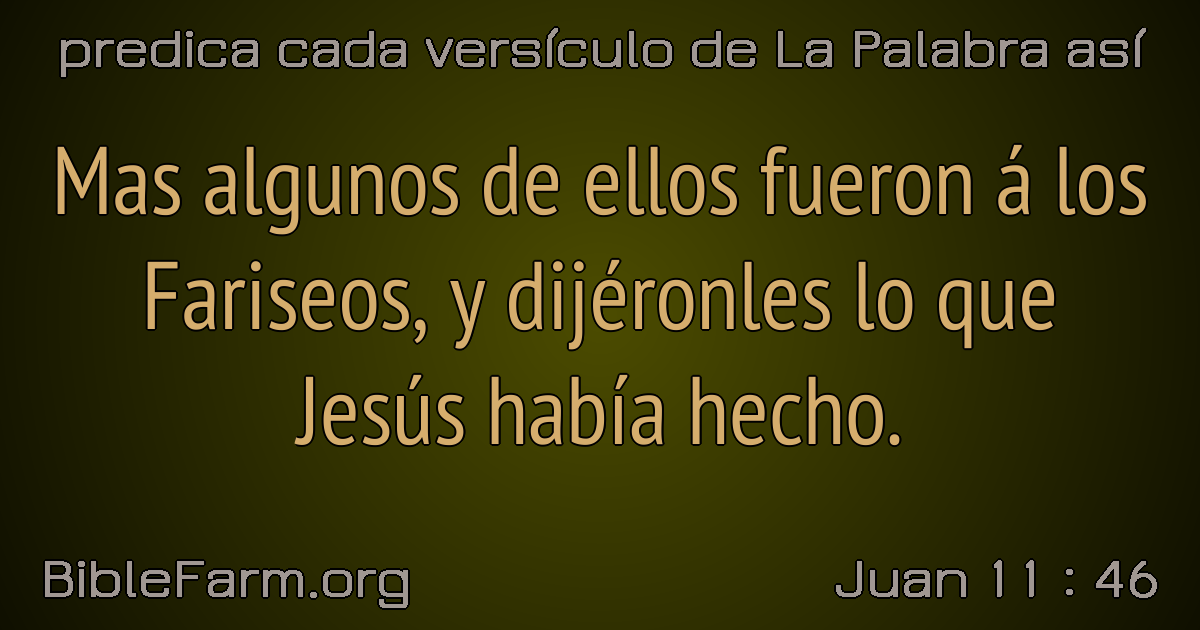 predica cada versículo de La Palabra así
Mas algunos de ellos fueron á los
Fariseos, y dijéronles lo que
Jesús había hecho.
BibleFarm.org
Juan 11 : 46